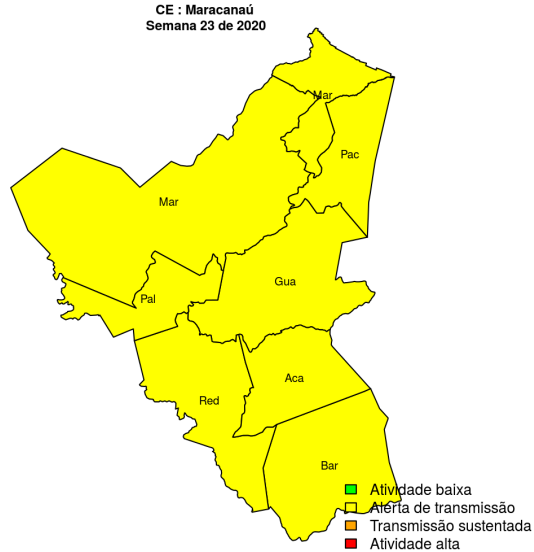 CE : Maracanaú
Semana 23 de 2020
Mar
Pac
Mar
Gua
Pal
Aca
Red
Bar
Atividade baixa
Alerta de transmissão
Transmissão sustentada
Atividade alta